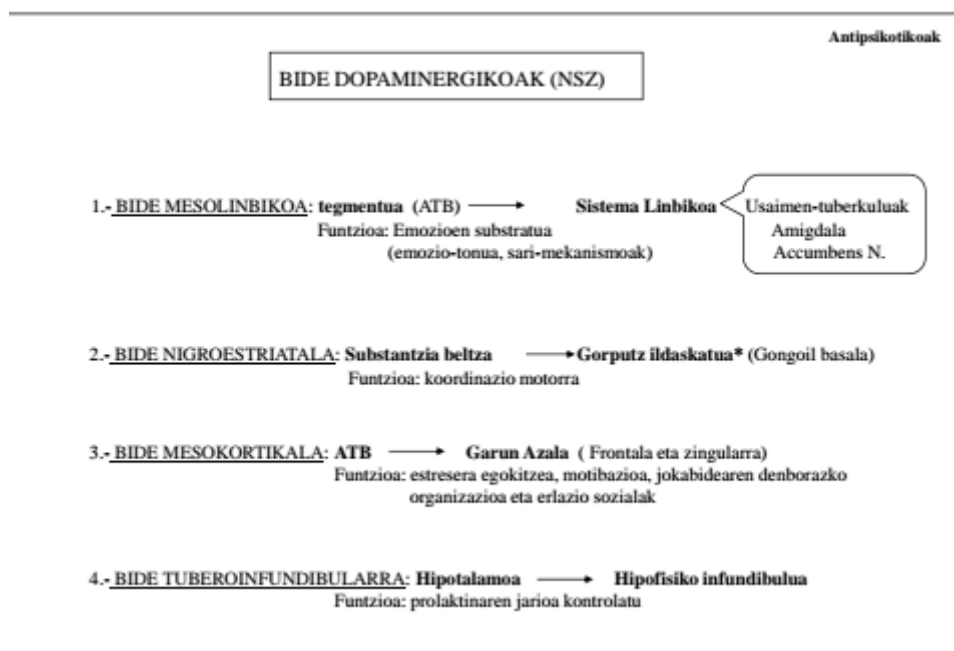 Antipsikotikoak
BIDE DOPAMINERGIKOAK (NSZ)
1.- BIDE MESOLINBIKOA: tegmentua (ATB) → Sistema Linbikoa
Usaimen-tuberkuluak
Amigdala
Accumbens N.
Funtzioa: Emozioen substratua
(emozio-tonua, sari-mekanismoak)
2.- BIDE NIGROESTRIATALA: Substantzia beltza → Gorputz ildaskatua* (Gongoil basala)
Funtzioa: koordinazio motorra
3.- BIDE MESOKORTIKALA: ATB → Garun Azala ( Frontala eta zingularra)
Funtzioa: estresera egokitzea, motibazioa, jokabidearen denborazko
organizazioa eta erlazio sozialak
4.- BIDE TUBEROINFUNDIBULARRA: Hipotalamoa → Hipofisiko infundibulua
Funtzioa: prolaktinaren jarioa kontrolatu